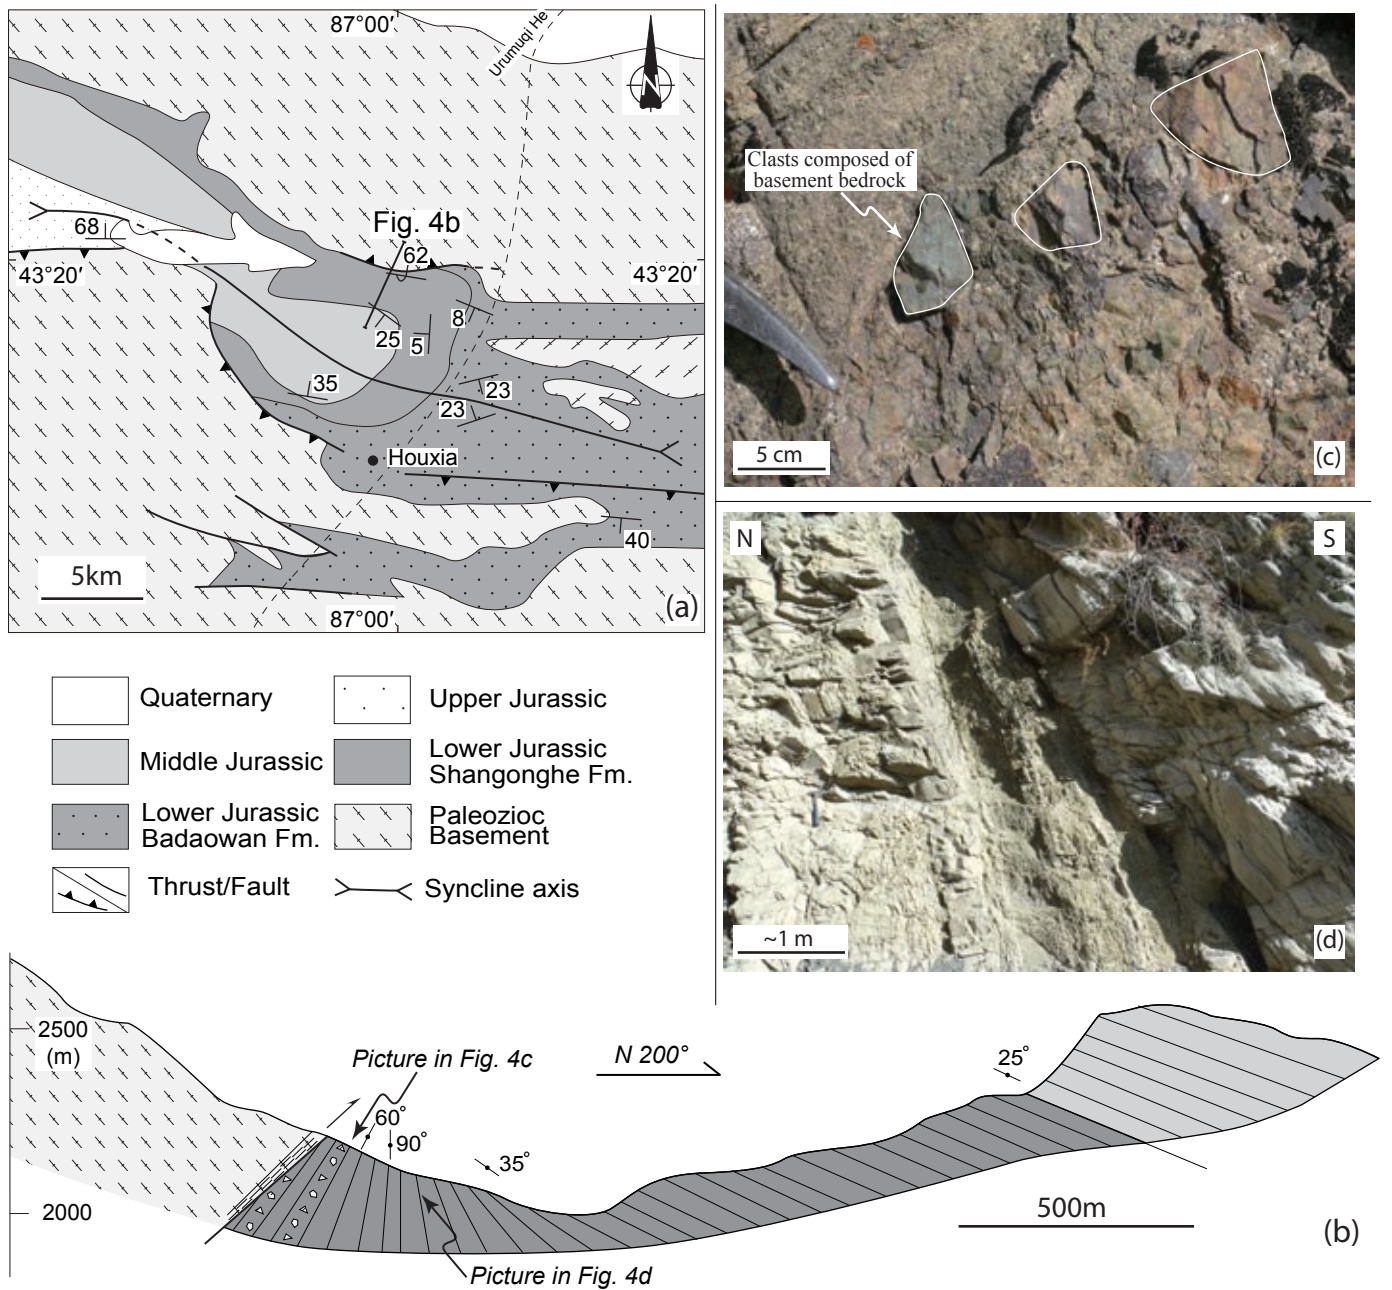 87°00′
Urumuqi He
N
Fig. 4b
68
62
43°20′
43°20′
8
25
5
35
23
23
Houxia
40
5km
87°00′
(a)
Clasts composed of
basement bedrock
5 cm
(c)
N
S
~1 m
(d)
Quaternary
Upper Jurassic
Middle Jurassic
Lower Jurassic
Shangonghe Fm.
Lower Jurassic
Badaowan Fm.
Paleozioc
Basement
Thrust/Fault
Syncline axis
2500
(m)
2000
Picture in Fig. 4c
N 200°
25°
60°
90°
35°
500m
(b)
Picture in Fig. 4d